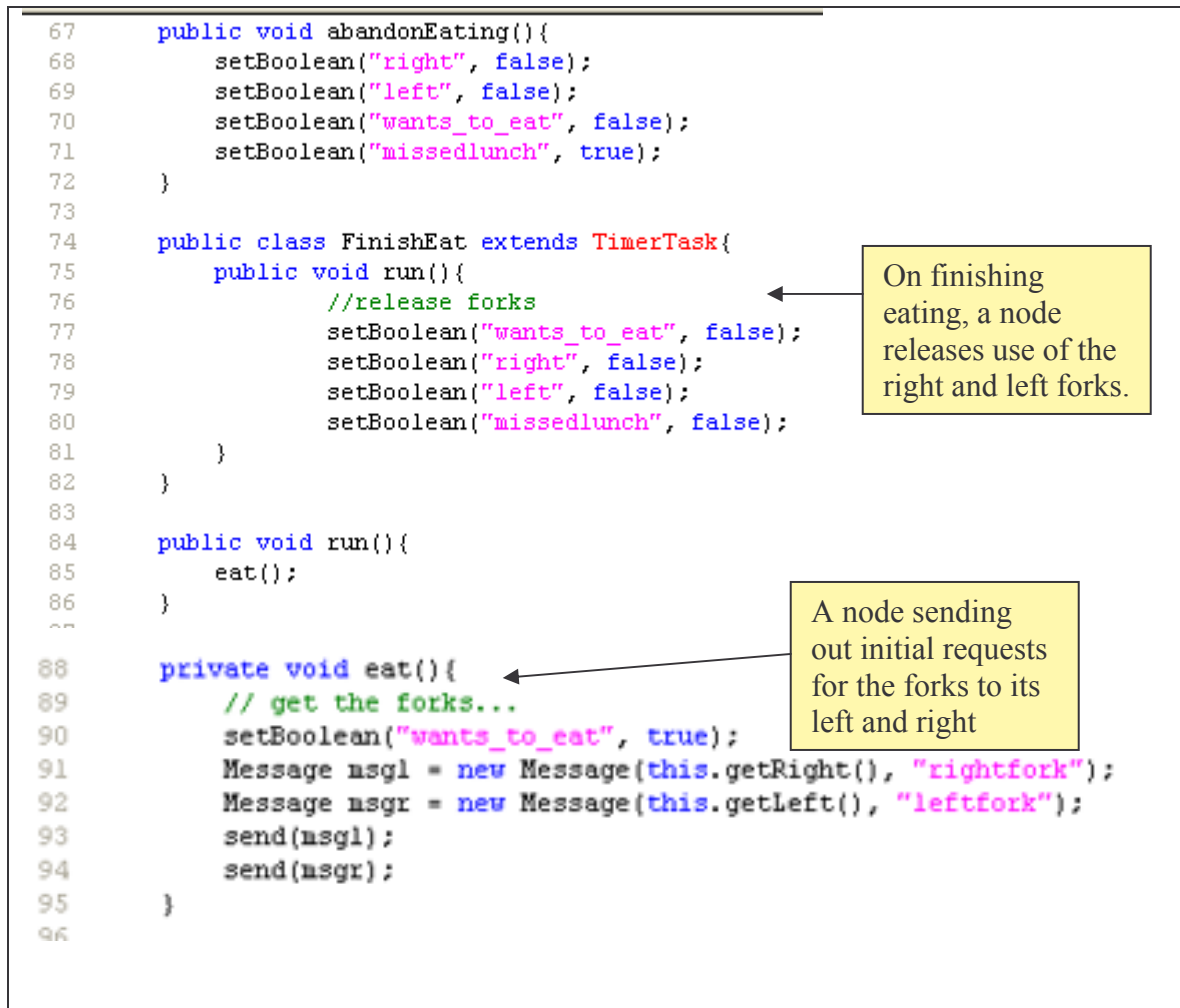 67 public void abandonEating(){
68 setBoolean("right", false);
69 setBoolean("left", false);
70 setBoolean("wants_to_eat", false);
71 setBoolean("missedlunch", true);
72 }
73
74 public class FinishEat extends TimerTask{
75 public void run(){
76 //release forks
77 setBoolean("wants_to_eat", false);
78 setBoolean("right", false);
79 setBoolean("left", false);
80 setBoolean("missedlunch", false);
81 }
82 }
83
84 public void run(){
85 eat();
86 }
On finishing
eating, a node
releases use of the
right and left forks.
88 private void eat(){
89 // get the forks...
90 setBoolean("wants_to_eat", true);
91 Message msgl = new Message(this.getRight(), "rightfork");
92 Message msgr = new Message(this.getLeft(), "leftfork");
93 send(msgl);
94 send(msgr);
95 }
96
A node sending
out initial requests
for the forks to its
left and right